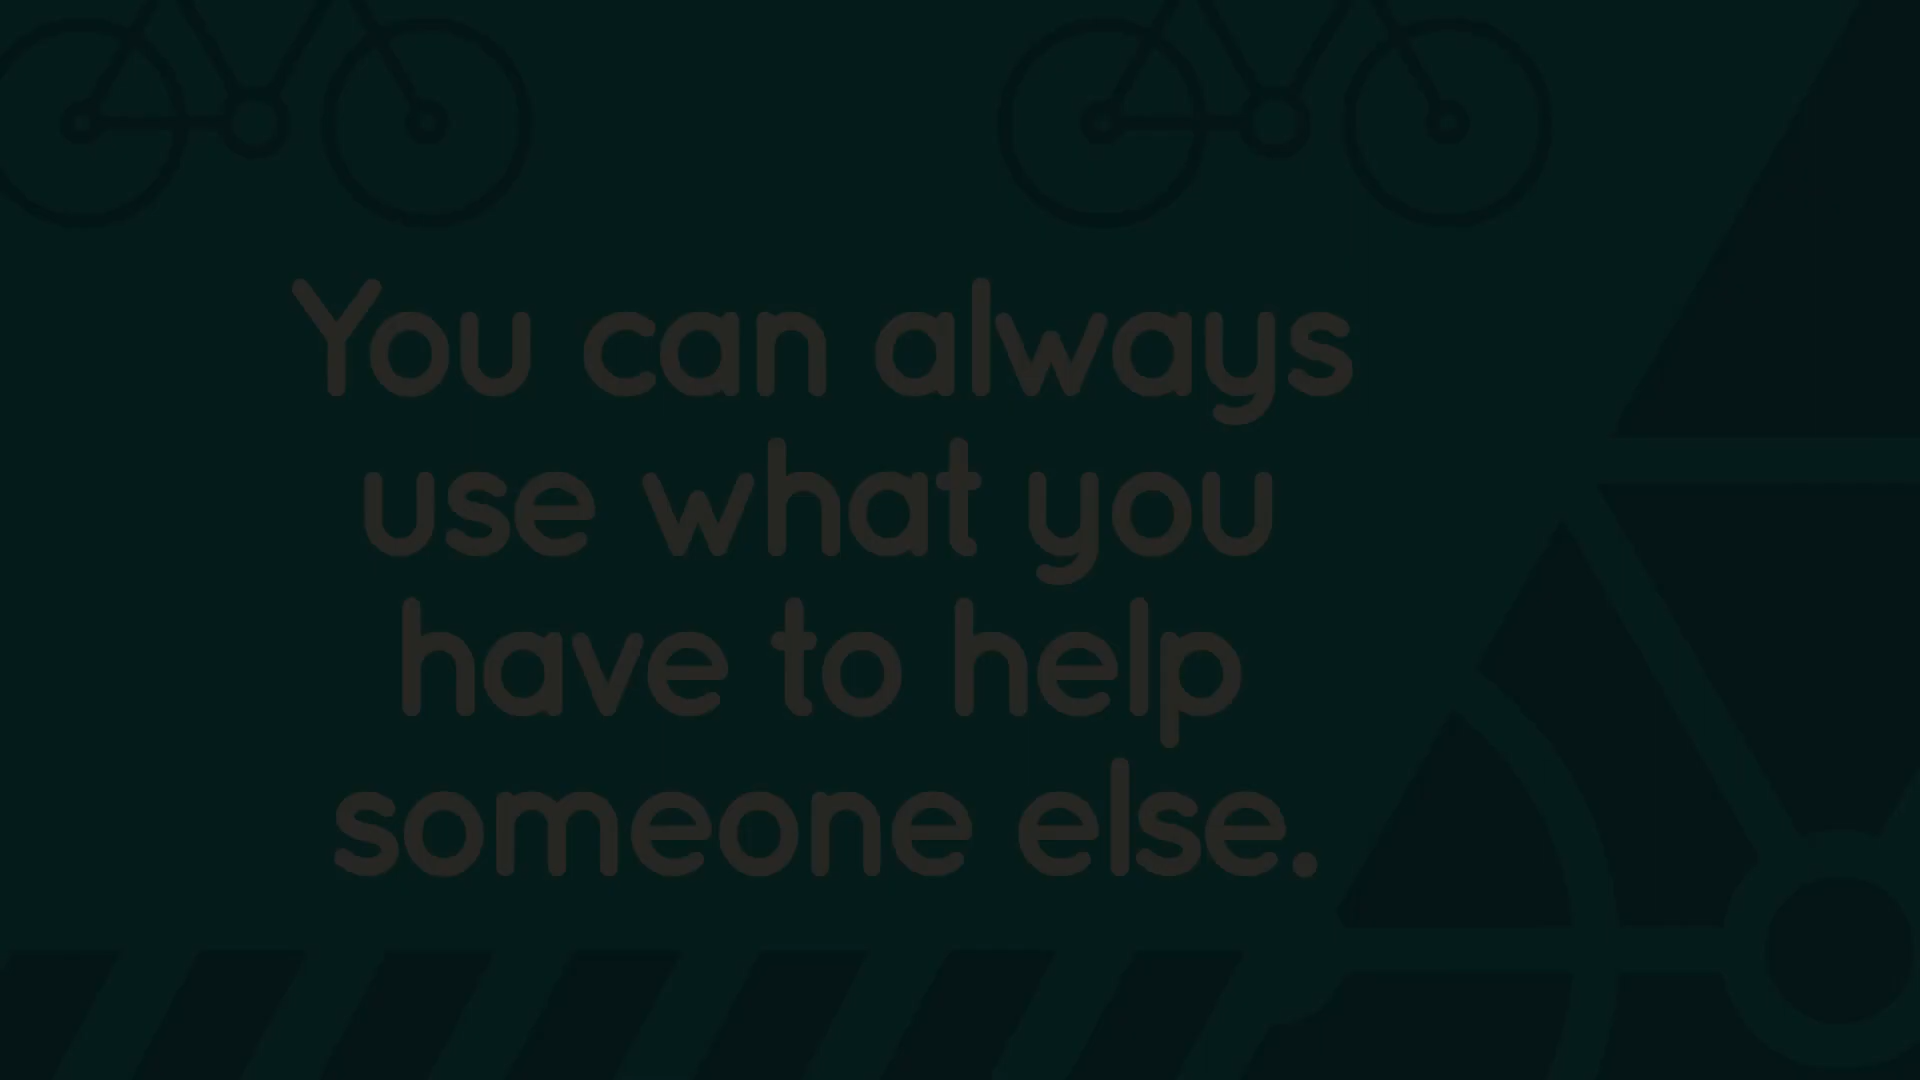 You can always
use what you
have to help
someone else.